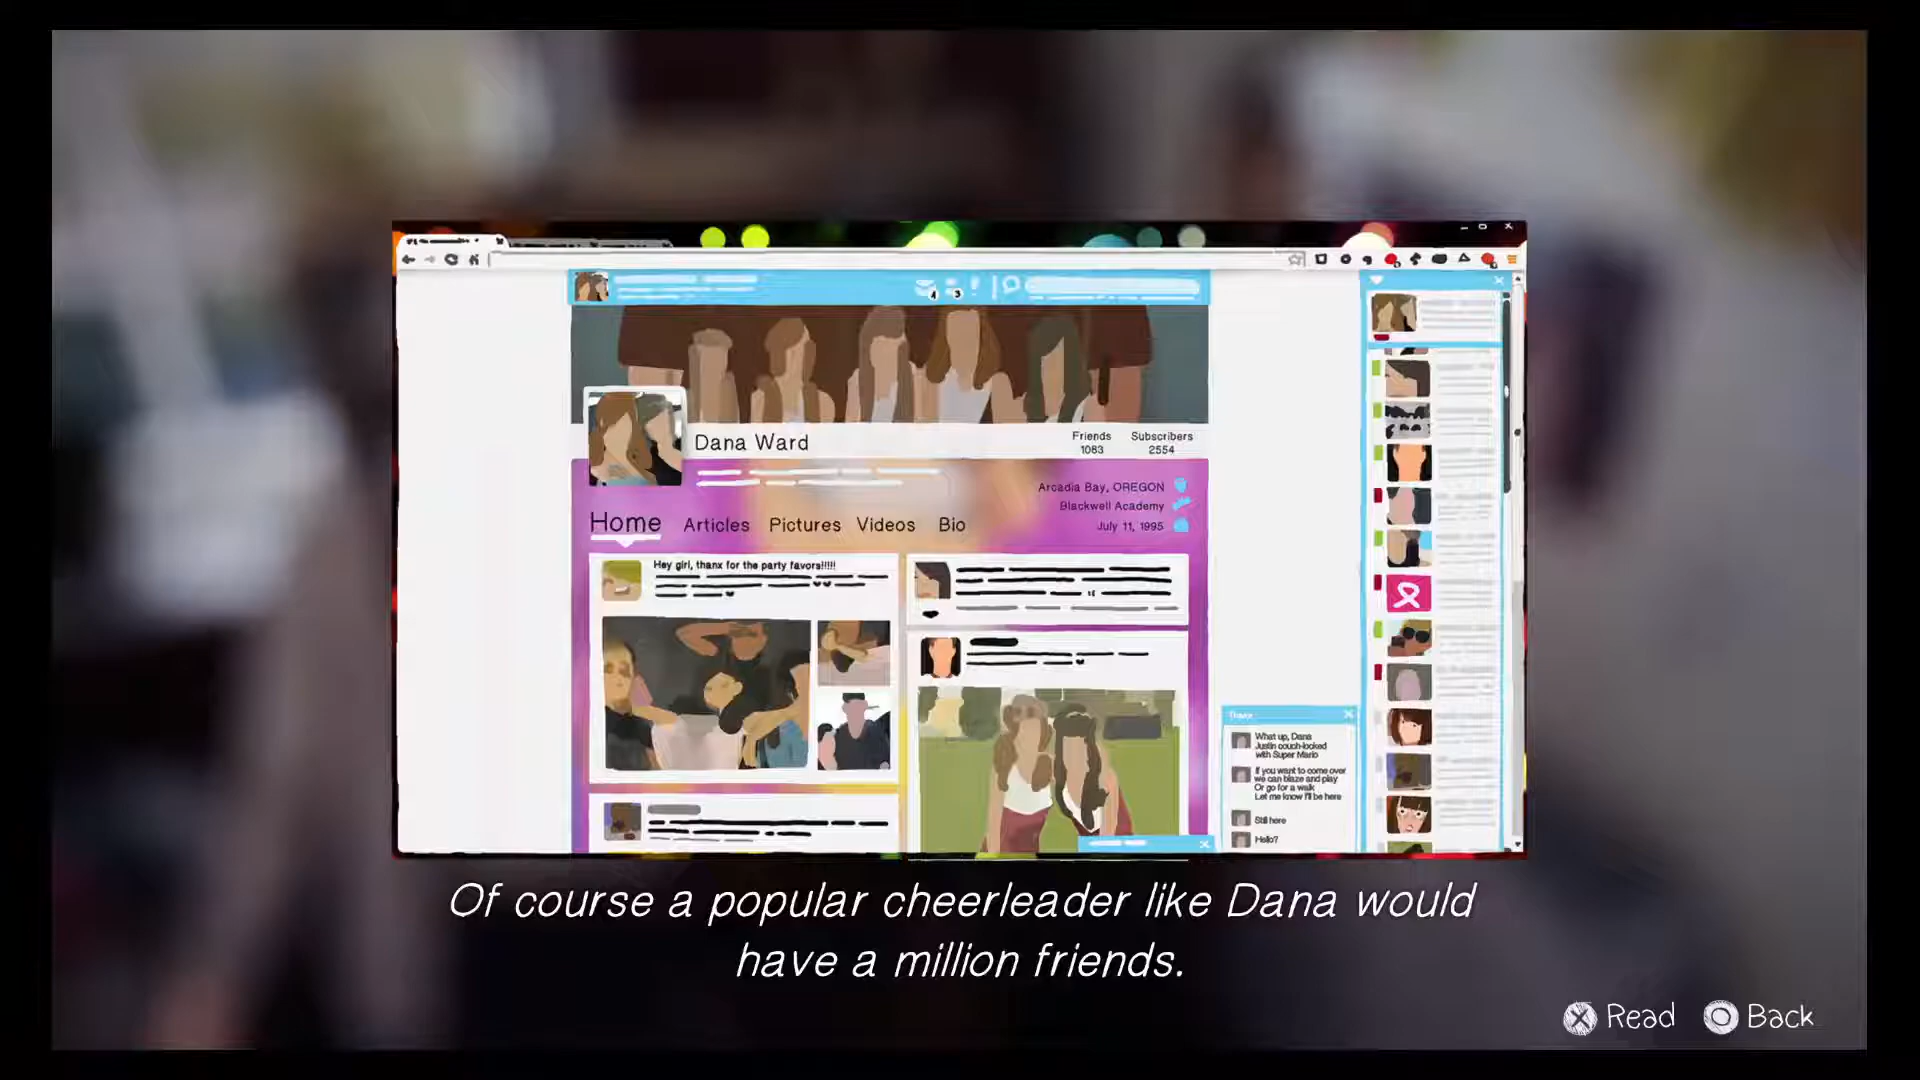 4
3
Dana Ward
Friends
1083
Subscribers
2554
Arcadia Bay, OREGON
Blackwell Academy
July 11, 1995
Home Articles Pictures Videos Bio
Hey girl, thanx for the party favors!!!!!
What up, Dana
Justin couch-locked
with Super Mario
If you want to come over
we can blaze and play
Or go for a walk
Let me know I'll be here
Still here
Hello?
Of course a popular cheerleader like Dana would
have a million friends.
Read Back